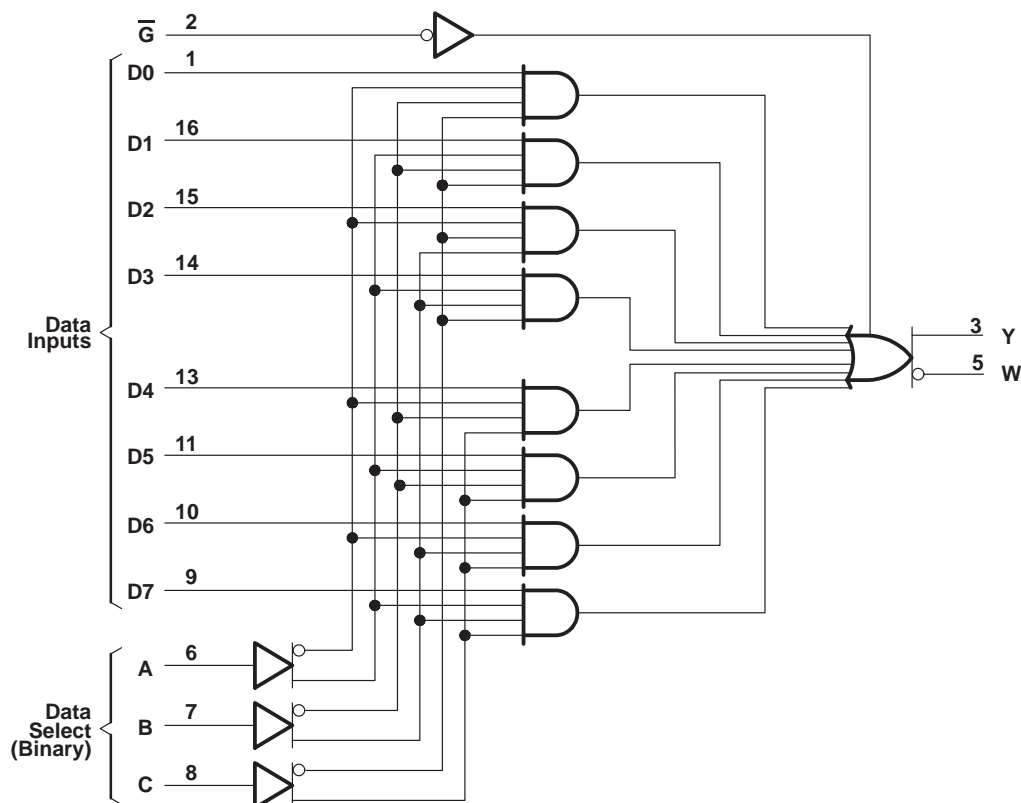 G̅ 2
D0 1
D1 16
D2 15
D3 14
Data
Inputs
D4 13
D5 11
D6 10
D7 9
3 Y
5 W
A 6
B 7
C 8
Data
Select
(Binary)